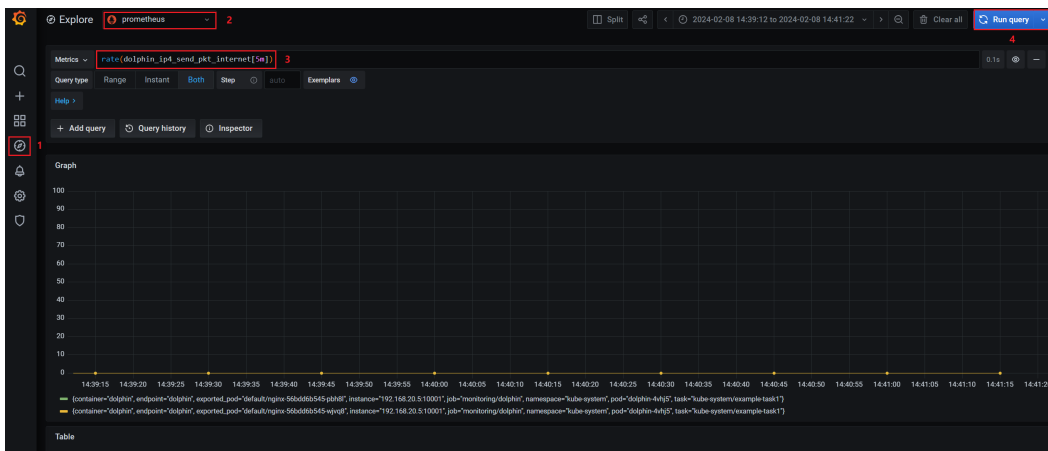 Explore prometheus 2 Split 2024-02-08 14:39:12 to 2024-02-08 14:41:22 Clear all Run query
4
Metrics rate(dolphin_ip4_send_pkt_internet[5m]) 3 0.1s
Query type Range Instant Both Step auto Exemplars
Help >
+ Add query Query history Inspector
1
Graph
100
90
80
70
60
50
40
30
20
10
0
14:39:15 14:39:20 14:39:25 14:39:30 14:39:35 14:39:40 14:39:45 14:39:50 14:39:55 14:40:00 14:40:05 14:40:10 14:40:15 14:40:20 14:40:25 14:40:30 14:40:35 14:40:40 14:40:45 14:40:50 14:40:55 14:41:00 14:41:05 14:41:10 14:41:15 14:41:2
{container="dolphin", endpoint="dolphin", exported_pod="default/nginx-56bdd6b545-pbh8l", instance="192.168.20.5:10001", job="monitoring/dolphin", namespace="kube-system", pod="dolphin-4vhj5", task="kube-system/example-task1"}
{container="dolphin", endpoint="dolphin", exported_pod="default/nginx-56bdd6b545-wjvq8", instance="192.168.20.5:10001", job="monitoring/dolphin", namespace="kube-system", pod="dolphin-4vhj5", task="kube-system/example-task1"}
Table